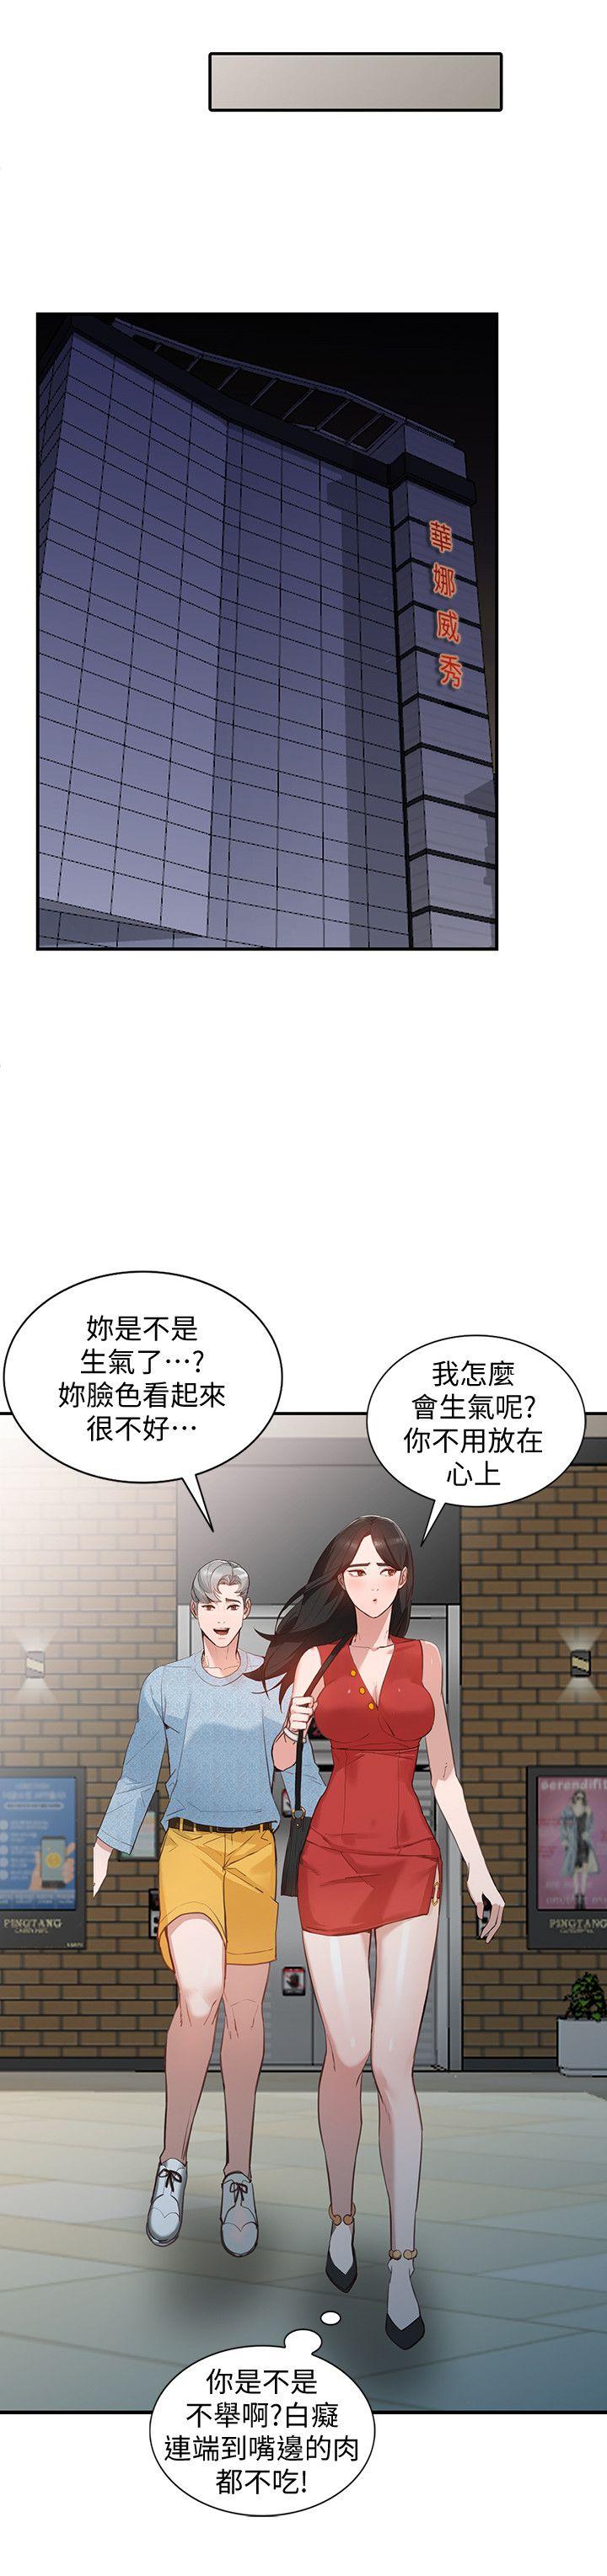 華娜威秀
妳是不是
生氣了…?
妳臉色看起來
很不好…
我怎麼
會生氣呢?
你不用放在
心上
serendifit
PINGTANG
PINGTANG
你是不是
不舉啊?白癡
連端到嘴邊的肉
都不吃!